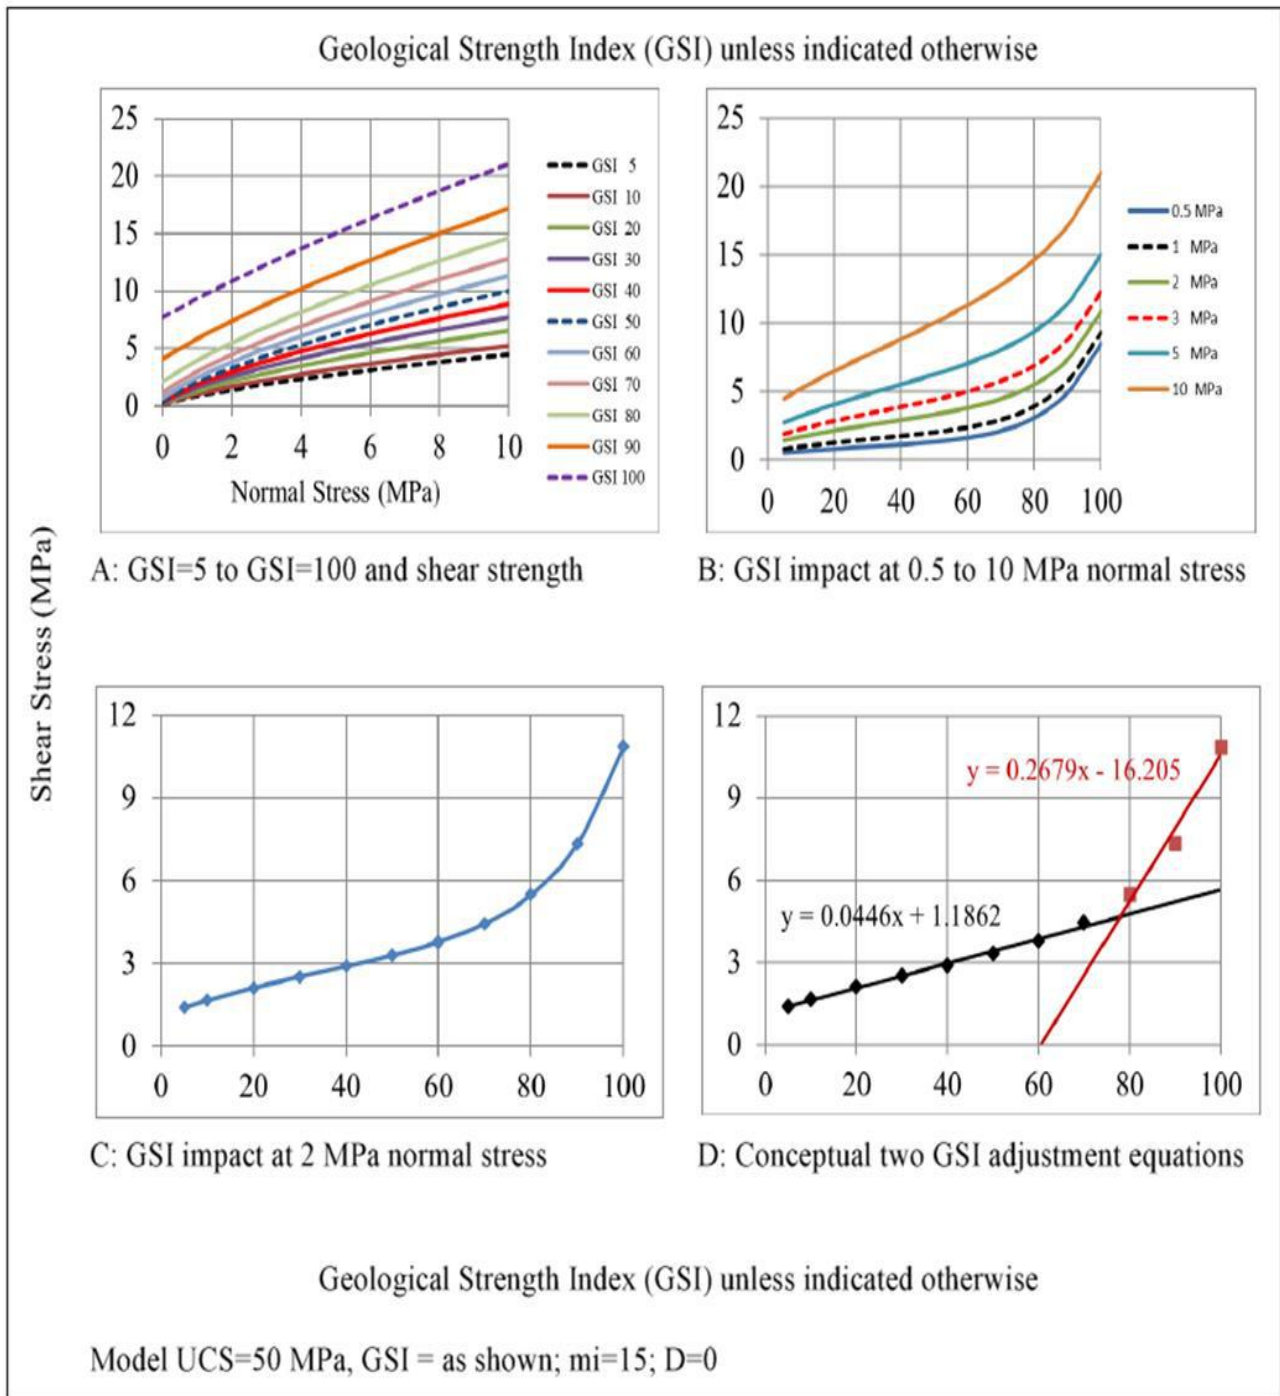 Geological Strength Index (GSI) unless indicated otherwise
25
20
15
10
5
0
0 2 4 6 8 10
Normal Stress (MPa)
GSI 5
GSI 10
GSI 20
GSI 30
GSI 40
GSI 50
GSI 60
GSI 70
GSI 80
GSI 90
GSI 100
A: GSI=5 to GSI=100 and shear strength
25
20
15
10
5
0
0 20 40 60 80 100
0.5 MPa
1 MPa
2 MPa
3 MPa
5 MPa
10 MPa
B: GSI impact at 0.5 to 10 MPa normal stress
Shear Stress (MPa)
12
9
6
3
0
0 20 40 60 80 100
C: GSI impact at 2 MPa normal stress
12
9
6
3
0
0 20 40 60 80 100
y = 0.2679x - 16.205
y = 0.0446x + 1.1862
D: Conceptual two GSI adjustment equations
Geological Strength Index (GSI) unless indicated otherwise
Model UCS=50 MPa, GSI = as shown; mi=15; D=0